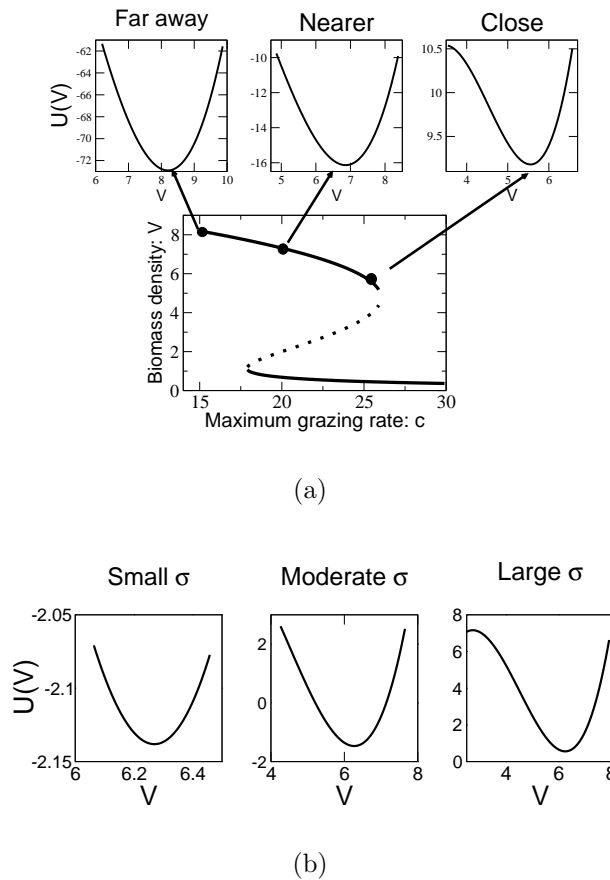 Far away Nearer Close
U(V)
-62
-64
-66
-68
-70
-72
6 7 8 9 10
V
-10
-12
-14
-16
5 6 7 8
V
10.5
10
9.5
4 5 6
V
Biomass density: V
8
6
4
2
0
15 20 25 30
Maximum grazing rate: c
(a)
Small σ Moderate σ Large σ
U(V)
-2.05
-2.1
-2.15
6 6.2 6.4
V
2
0
-2
4 6 8
V
8
6
4
2
0
4 6 8
V
(b)